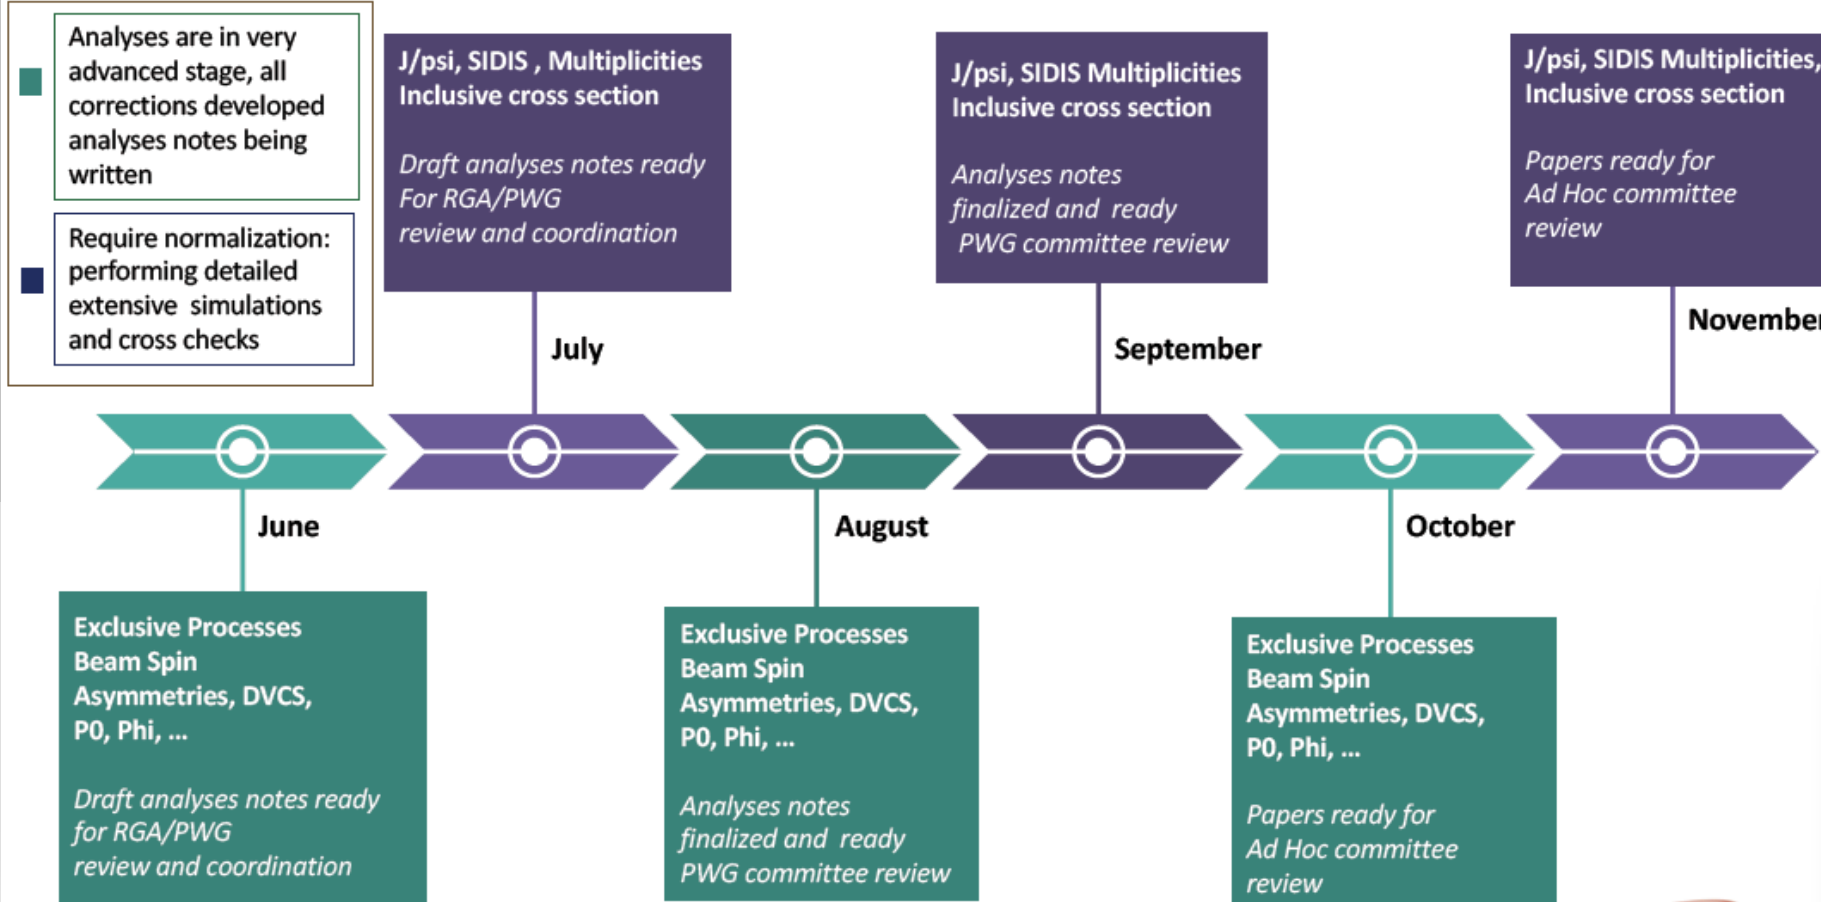 Analyses are in very
advanced stage, all
corrections developed
analyses notes being
written
Require normalization:
performing detailed
extensive simulations
and cross checks
J/psi, SIDIS , Multiplicities
Inclusive cross section
Draft analyses notes ready
For RGA/PWG
review and coordination
J/psi, SIDIS Multiplicities
Inclusive cross section
Analyses notes
finalized and ready
PWG committee review
J/psi, SIDIS Multiplicities,
Inclusive cross section
Papers ready for
Ad Hoc committee
review
July
September
November
June
August
October
Exclusive Processes
Beam Spin
Asymmetries, DVCS,
P0, Phi, ...
Draft analyses notes ready
for RGA/PWG
review and coordination
Exclusive Processes
Beam Spin
Asymmetries, DVCS,
P0, Phi, ...
Analyses notes
finalized and ready
PWG committee review
Exclusive Processes
Beam Spin
Asymmetries, DVCS,
P0, Phi, ...
Papers ready for
Ad Hoc committee
review